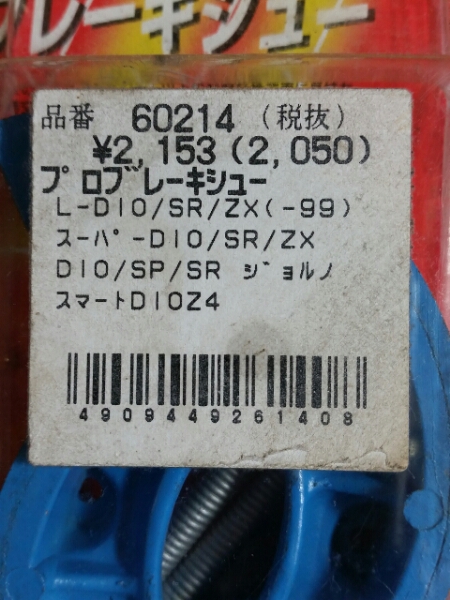 ブレーキシュー
品番 60214 (税抜)
¥2,153(2,050)
プロブレーキシュー
L-DIO/SR/ZX(-99)
スーパー-DIO/SR/ZX
DIO/SP/SR ジョルノ
スマートDIOZ4
4909449261408